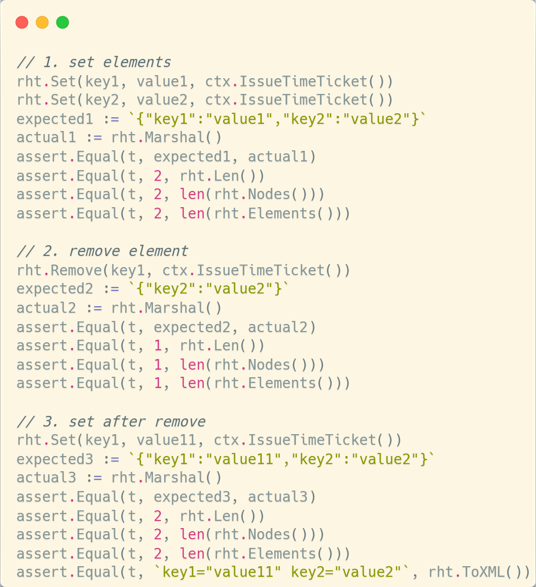 // 1. set elements
rht.Set(key1, value1, ctx.IssueTimeTicket())
rht.Set(key2, value2, ctx.IssueTimeTicket())
expected1 := `{"key1":"value1","key2":"value2"}`
actual1 := rht.Marshal()
assert.Equal(t, expected1, actual1)
assert.Equal(t, 2, rht.Len())
assert.Equal(t, 2, len(rht.Nodes()))
assert.Equal(t, 2, len(rht.Elements()))
// 2. remove element
rht.Remove(key1, ctx.IssueTimeTicket())
expected2 := `{"key2":"value2"}`
actual2 := rht.Marshal()
assert.Equal(t, expected2, actual2)
assert.Equal(t, 1, rht.Len())
assert.Equal(t, 1, len(rht.Nodes()))
assert.Equal(t, 1, len(rht.Elements()))
// 3. set after remove
rht.Set(key1, value11, ctx.IssueTimeTicket())
expected3 := `{"key1":"value11","key2":"value2"}`
actual3 := rht.Marshal()
assert.Equal(t, expected3, actual3)
assert.Equal(t, 2, rht.Len())
assert.Equal(t, 2, len(rht.Nodes()))
assert.Equal(t, 2, len(rht.Elements()))
assert.Equal(t, `key1="value11" key2="value2"`, rht.ToXML())